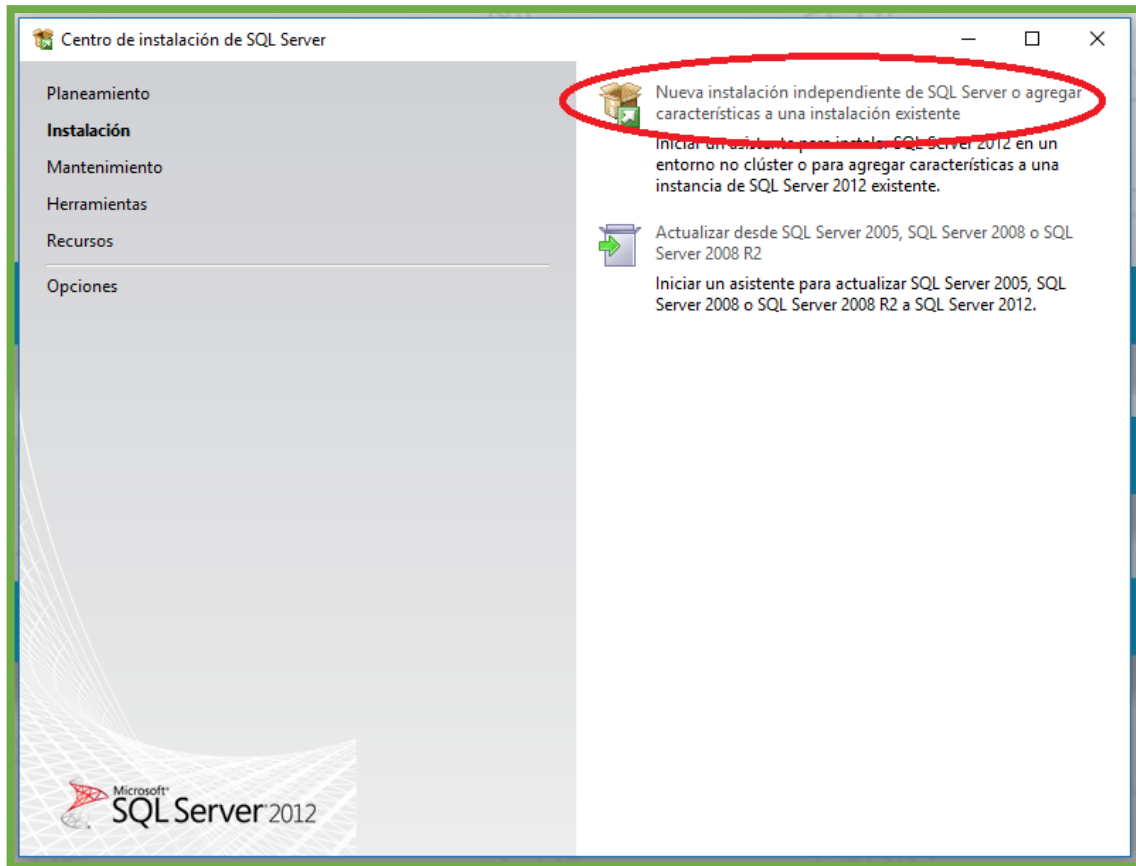 Centro de instalación de SQL Server
Planeamiento
Instalación
Mantenimiento
Herramientas
Recursos
Opciones
Nueva instalación independiente de SQL Server o agregar
características a una instalación existente
Iniciar un asistente para instalar SQL Server 2012 en un
entorno no clúster o para agregar características a una
instancia de SQL Server 2012 existente.
Actualizar desde SQL Server 2005, SQL Server 2008 o SQL
Server 2008 R2
Iniciar un asistente para actualizar SQL Server 2005, SQL
Server 2008 o SQL Server 2008 R2 a SQL Server 2012.
Microsoft®
SQL Server 2012